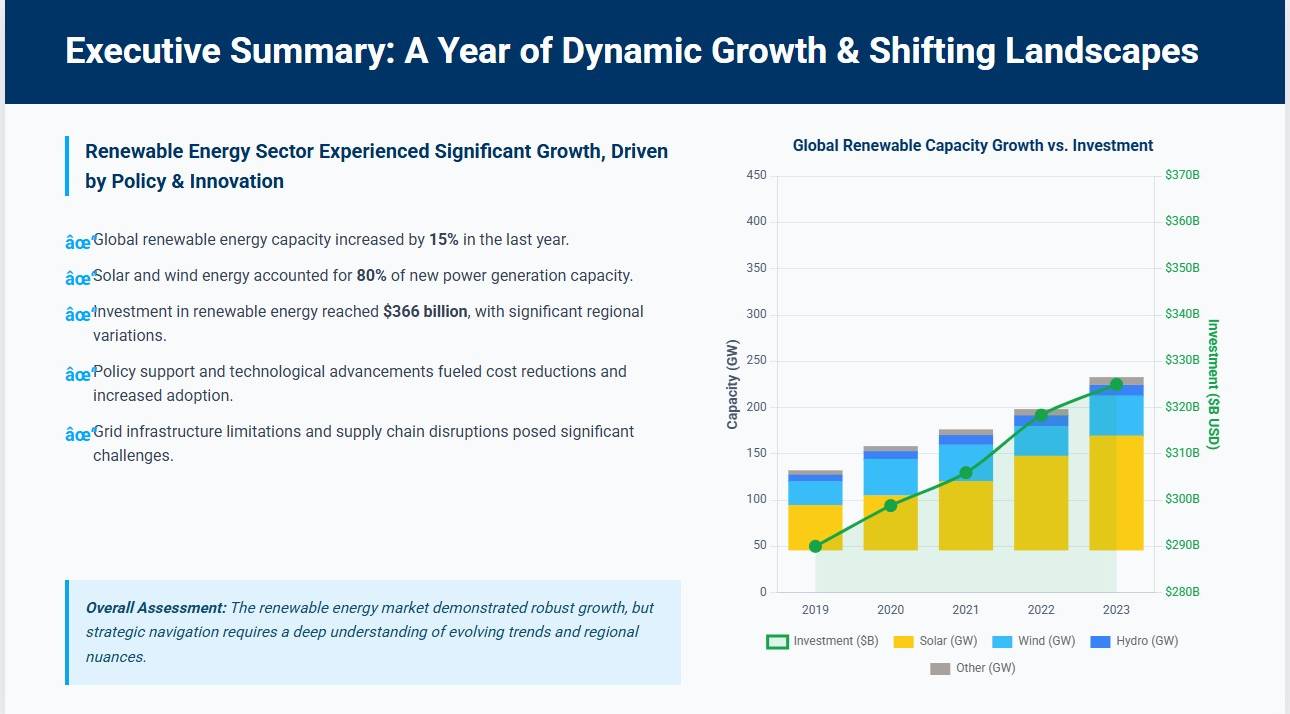 Executive Summary: A Year of Dynamic Growth & Shifting Landscapes
Renewable Energy Sector Experienced Significant Growth, Driven
by Policy & Innovation
âœ“Global renewable energy capacity increased by 15% in the last year.
âœ“Solar and wind energy accounted for 80% of new power generation capacity.
âœ“Investment in renewable energy reached $366 billion, with significant regional
variations.
âœ“Policy support and technological advancements fueled cost reductions and
increased adoption.
âœ“Grid infrastructure limitations and supply chain disruptions posed significant
challenges.
Overall Assessment: The renewable energy market demonstrated robust growth, but
strategic navigation requires a deep understanding of evolving trends and regional
nuances.
Global Renewable Capacity Growth vs. Investment
Capacity (GW)
450
400
350
300
250
200
150
100
50
0
$370B
$360B
$350B
$340B
$330B
$320B
$310B
$300B
$290B
$280B
Investment ($B USD)
2019 2020 2021 2022 2023
Investment ($B) Solar (GW) Wind (GW) Hydro (GW)
Other (GW)